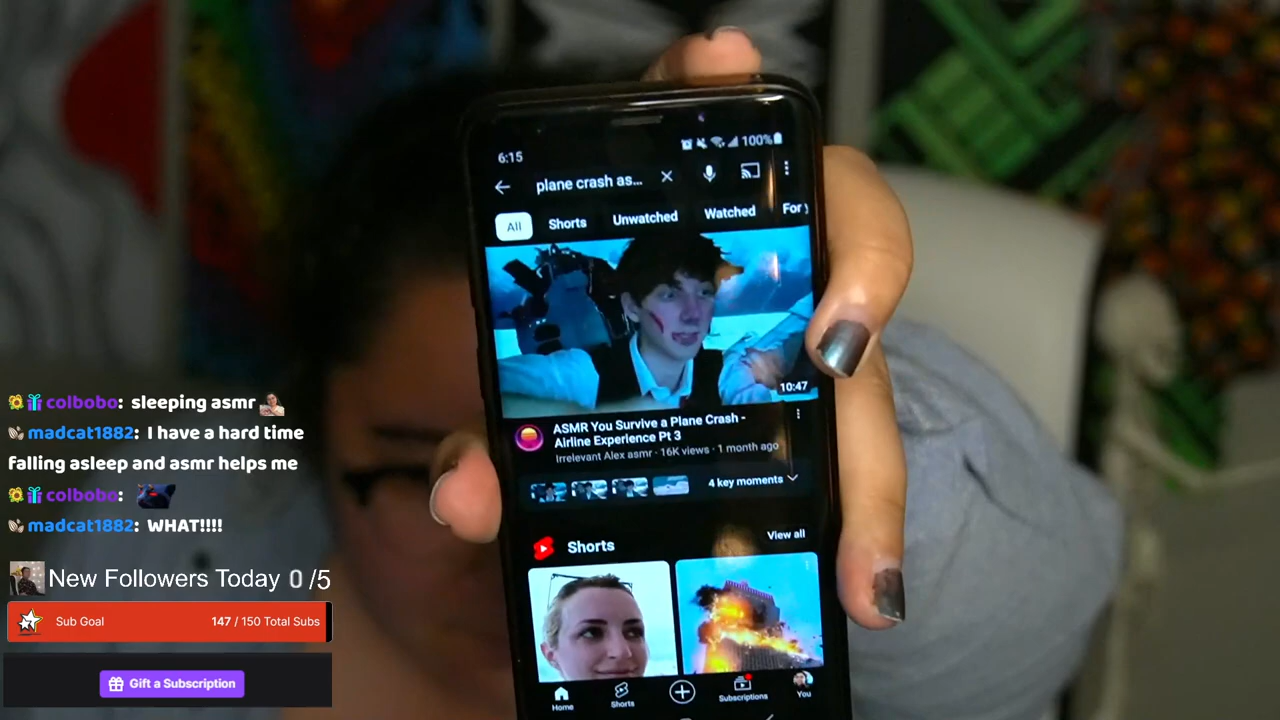 6:15
100%
plane crash as...
All
Shorts
Unwatched
Watched
For
10:47
ASMR You Survive a Plane Crash -
Airline Experience Pt 3
Irrelevant Alex asmr · 16K views · 1 month ago
4 key moments
Shorts
View all
Home
Shorts
Subscriptions
You
colbobo: sleeping asmr
madcat1882: I have a hard time
falling asleep and asmr helps me
colbobo:
madcat1882: WHAT!!!!
New Followers Today 0 /5
Sub Goal
147 / 150 Total Subs
Gift a Subscription